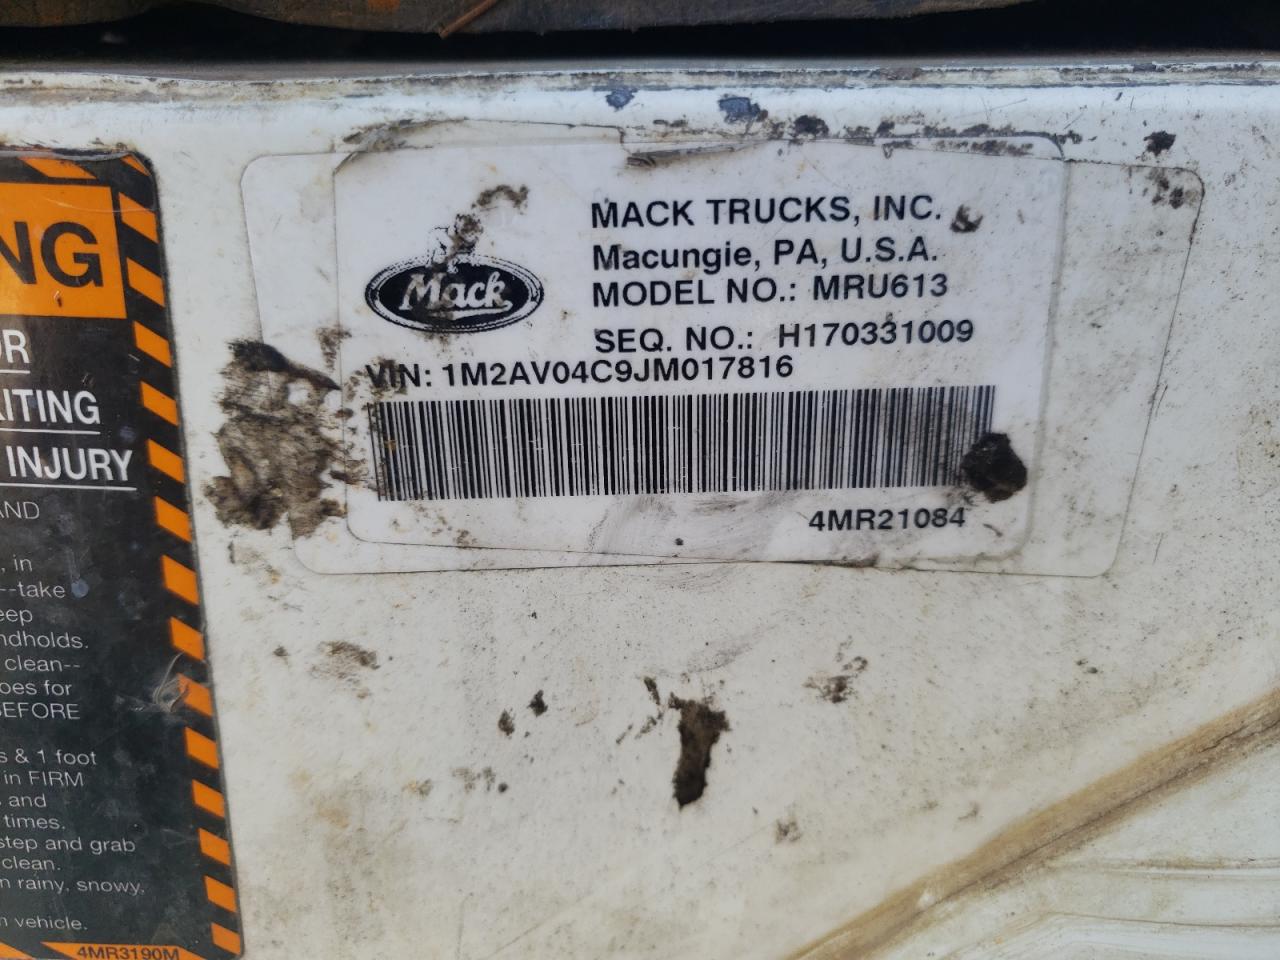 NG
OR
ITING
INJURY
AND
, in
--take
eep
ndholds.
clean--
oes for
BEFORE
s & 1 foot
in FIRM
and
times.
step and grab
clean.
n rainy, snowy,
vehicle.
4MR3190M
Mack
MACK TRUCKS, INC.
Macungie, PA, U.S.A.
MODEL NO.: MRU613
SEQ. NO.: H170331009
VIN: 1M2AV04C9JM017816
4MR21084